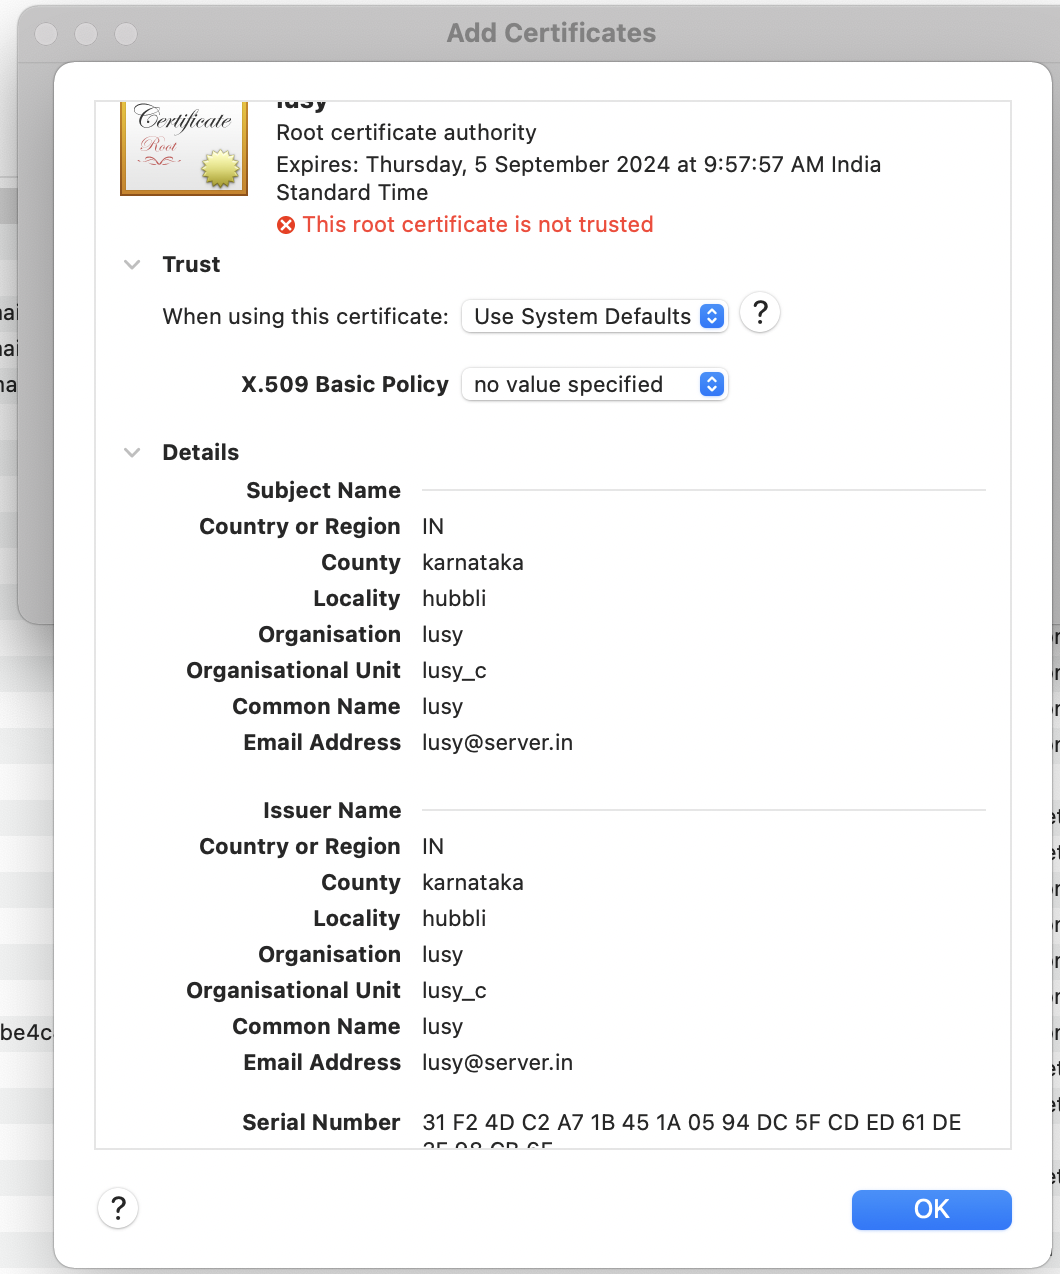 Add Certificates
lusy
Certificate
Root
Root certificate authority
Expires: Thursday, 5 September 2024 at 9:57:57 AM India
Standard Time
This root certificate is not trusted
Trust
When using this certificate: Use System Defaults ?
X.509 Basic Policy no value specified
Details
Subject Name
Country or Region IN
County karnataka
Locality hubbli
Organisation lusy
Organisational Unit lusy_c
Common Name lusy
Email Address lusy@server.in
Issuer Name
Country or Region IN
County karnataka
Locality hubbli
Organisation lusy
Organisational Unit lusy_c
Common Name lusy
Email Address lusy@server.in
be4c
Serial Number 31 F2 4D C2 A7 1B 45 1A 05 94 DC 5F CD ED 61 DE
? OK